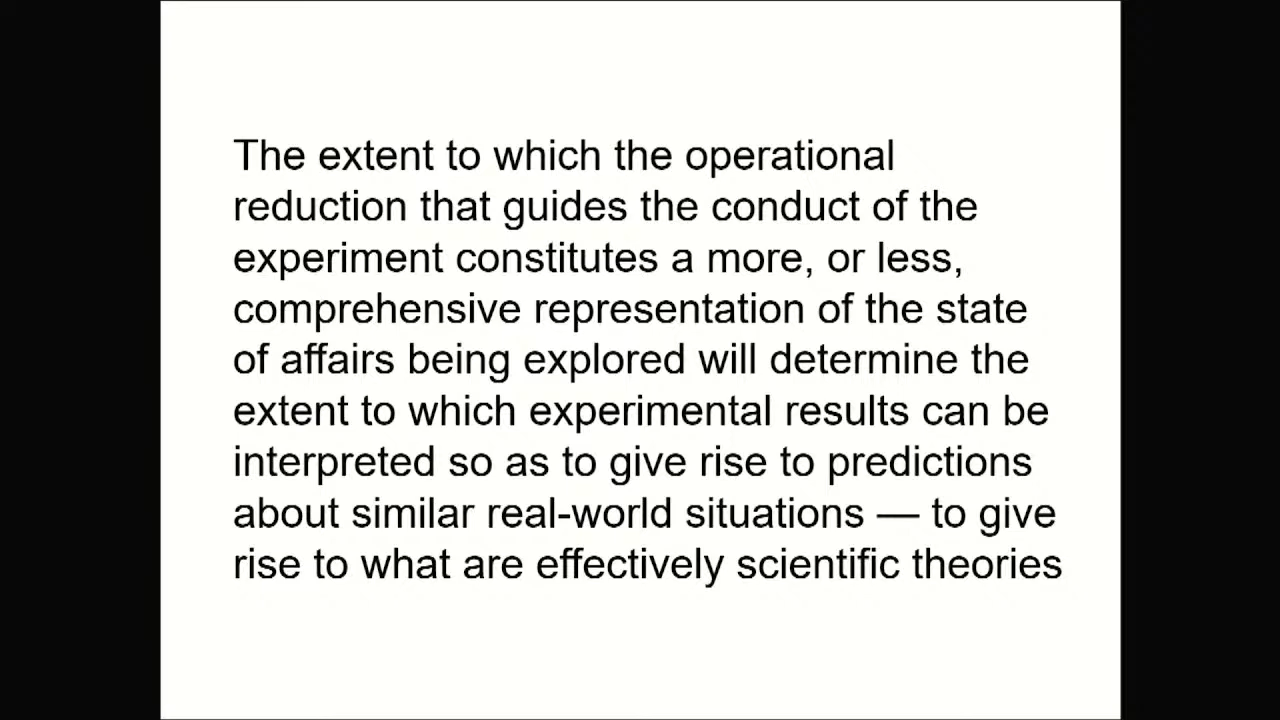 The extent to which the operational
reduction that guides the conduct of the
experiment constitutes a more, or less,
comprehensive representation of the state
of affairs being explored will determine the
extent to which experimental results can be
interpreted so as to give rise to predictions
about similar real-world situations — to give
rise to what are effectively scientific theories